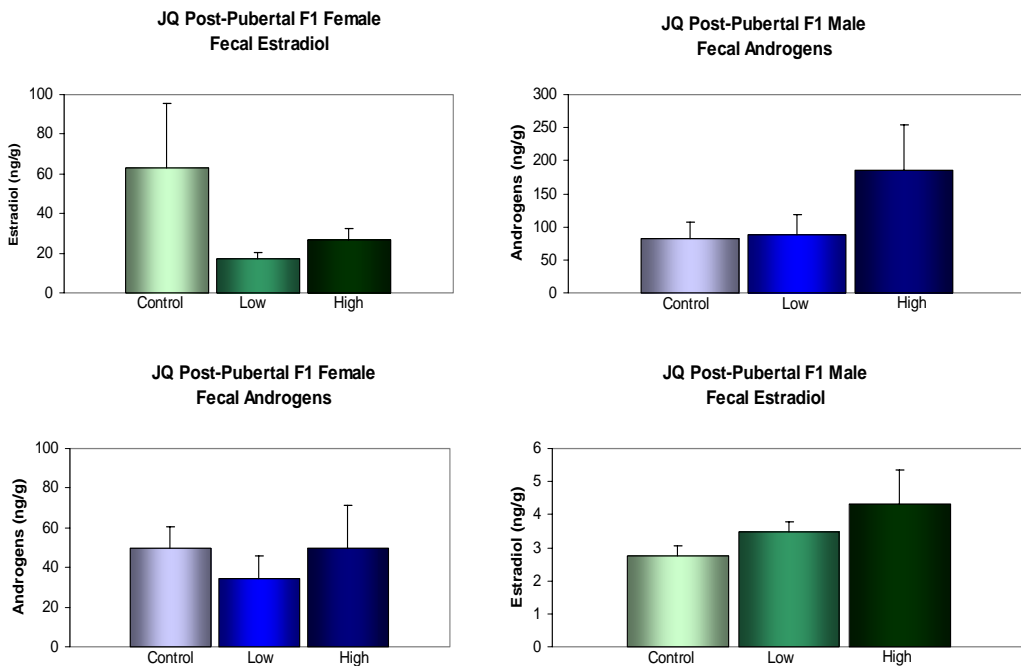 JQ Post-Pubertal F1 Female
Fecal Estradiol
Estradiol (ng/g)
100
80
60
40
20
0
Control Low High
JQ Post-Pubertal F1 Male
Fecal Androgens
Androgens (ng/g)
300
250
200
150
100
50
0
Control Low High
JQ Post-Pubertal F1 Female
Fecal Androgens
Androgens (ng/g)
100
80
60
40
20
0
Control Low High
JQ Post-Pubertal F1 Male
Fecal Estradiol
Estradiol (ng/g)
6
5
4
3
2
1
0
Control Low High